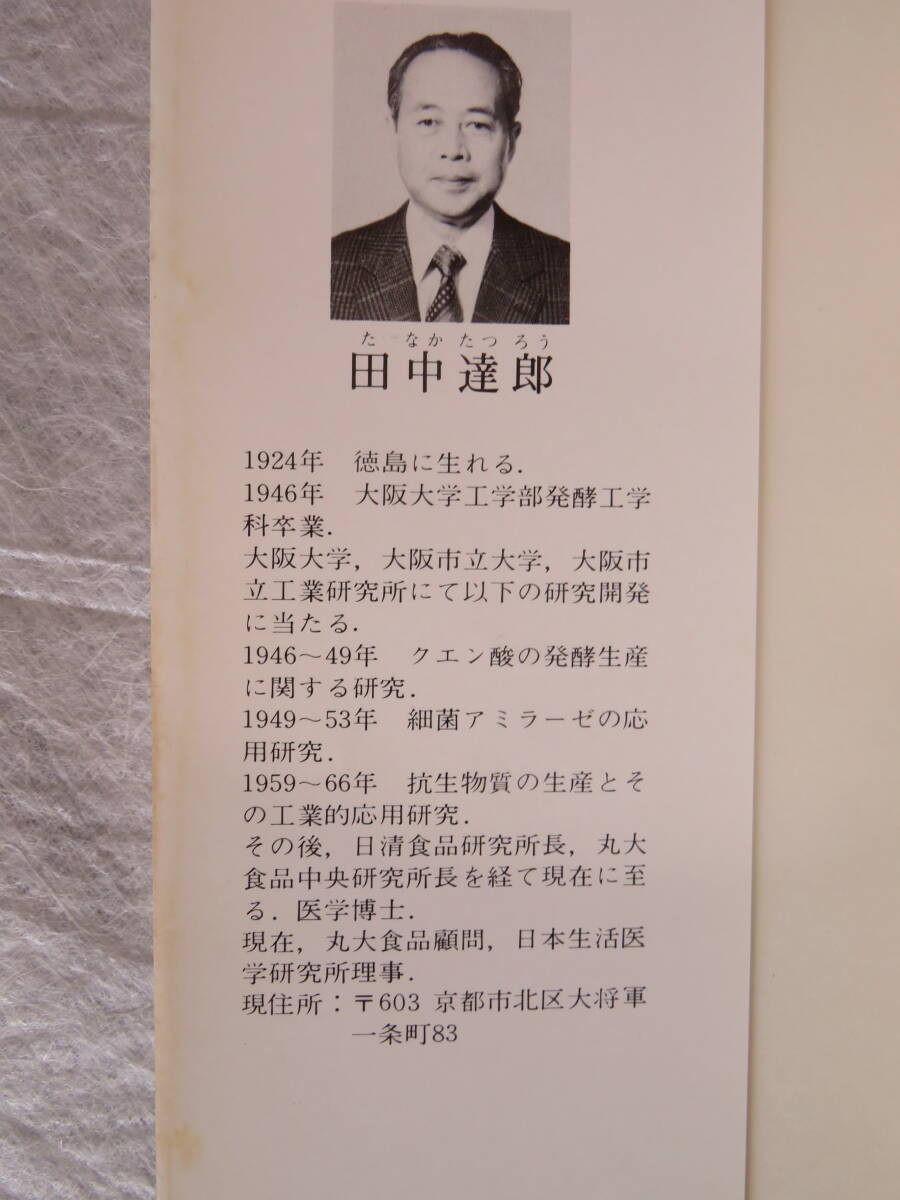 た なか たつ ろう
田中達郎
1924年　徳島に生れる．
1946年　大阪大学工学部発酵工学
科卒業．
大阪大学，大阪市立大学，大阪市
立工業研究所にて以下の研究開発
に当たる．
1946〜49年　クエン酸の発酵生産
に関する研究．
1949〜53年　細菌アミラーゼの応
用研究．
1959〜66年　抗生物質の生産とそ
の工業的応用研究．
その後，日清食品研究所長，丸大
食品中央研究所長を経て現在に至
る．医学博士．
現在，丸大食品顧問，日本生活医
学研究所理事．
現住所：〒603 京都市北区大将軍
一条町83